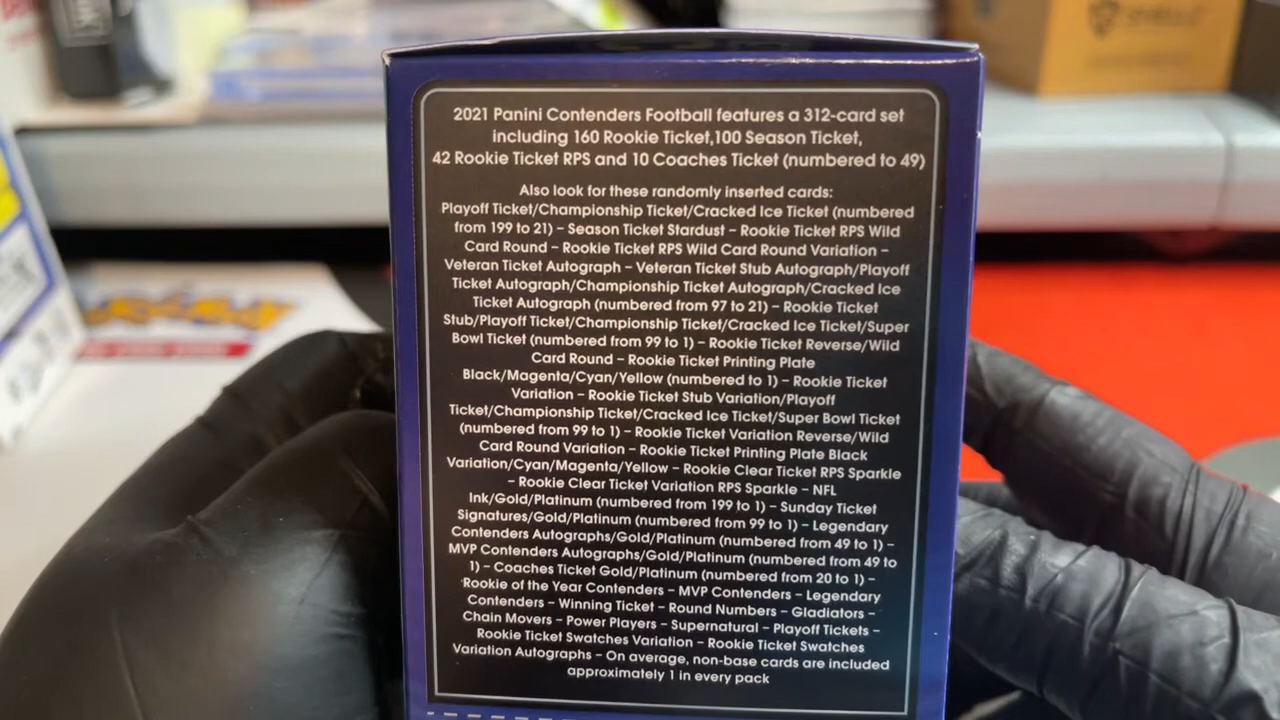 2021 Panini Contenders Football features a 312-card set
including 160 Rookie Ticket,100 Season Ticket,
42 Rookie Ticket RPS and 10 Coaches Ticket (numbered to 49)
Also look for these randomly inserted cards:
Playoff Ticket/Championship Ticket/Cracked Ice Ticket (numbered
from 199 to 21) – Season Ticket Stardust – Rookie Ticket RPS Wild
Card Round – Rookie Ticket RPS Wild Card Round Variation –
Veteran Ticket Autograph – Veteran Ticket Stub Autograph/Playoff
Ticket Autograph/Championship Ticket Autograph/Cracked Ice
Ticket Autograph (numbered from 97 to 21) – Rookie Ticket
Stub/Playoff Ticket/Championship Ticket/Cracked Ice Ticket/Super
Bowl Ticket (numbered from 99 to 1) – Rookie Ticket Reverse/Wild
Card Round – Rookie Ticket Printing Plate
Black/Magenta/Cyan/Yellow (numbered to 1) – Rookie Ticket
Variation – Rookie Ticket Stub Variation/Playoff
Ticket/Championship Ticket/Cracked Ice Ticket/Super Bowl Ticket
(numbered from 99 to 1) – Rookie Ticket Variation Reverse/Wild
Card Round Variation – Rookie Ticket Printing Plate Black
Variation/Cyan/Magenta/Yellow – Rookie Clear Ticket RPS Sparkle
– Rookie Clear Ticket Variation RPS Sparkle – NFL
Ink/Gold/Platinum (numbered from 199 to 1) – Sunday Ticket
Signatures/Gold/Platinum (numbered from 99 to 1) – Legendary
Contenders Autographs/Gold/Platinum (numbered from 49 to 1) –
MVP Contenders Autographs/Gold/Platinum (numbered from 49 to
1) – Coaches Ticket Gold/Platinum (numbered from 20 to 1) –
Rookie of the Year Contenders – MVP Contenders – Legendary
Contenders – Winning Ticket – Round Numbers – Gladiators –
Chain Movers – Power Players – Supernatural – Playoff Tickets –
Rookie Ticket Swatches Variation – Rookie Ticket Swatches
Variation Autographs – On average, non-base cards are included
approximately 1 in every pack